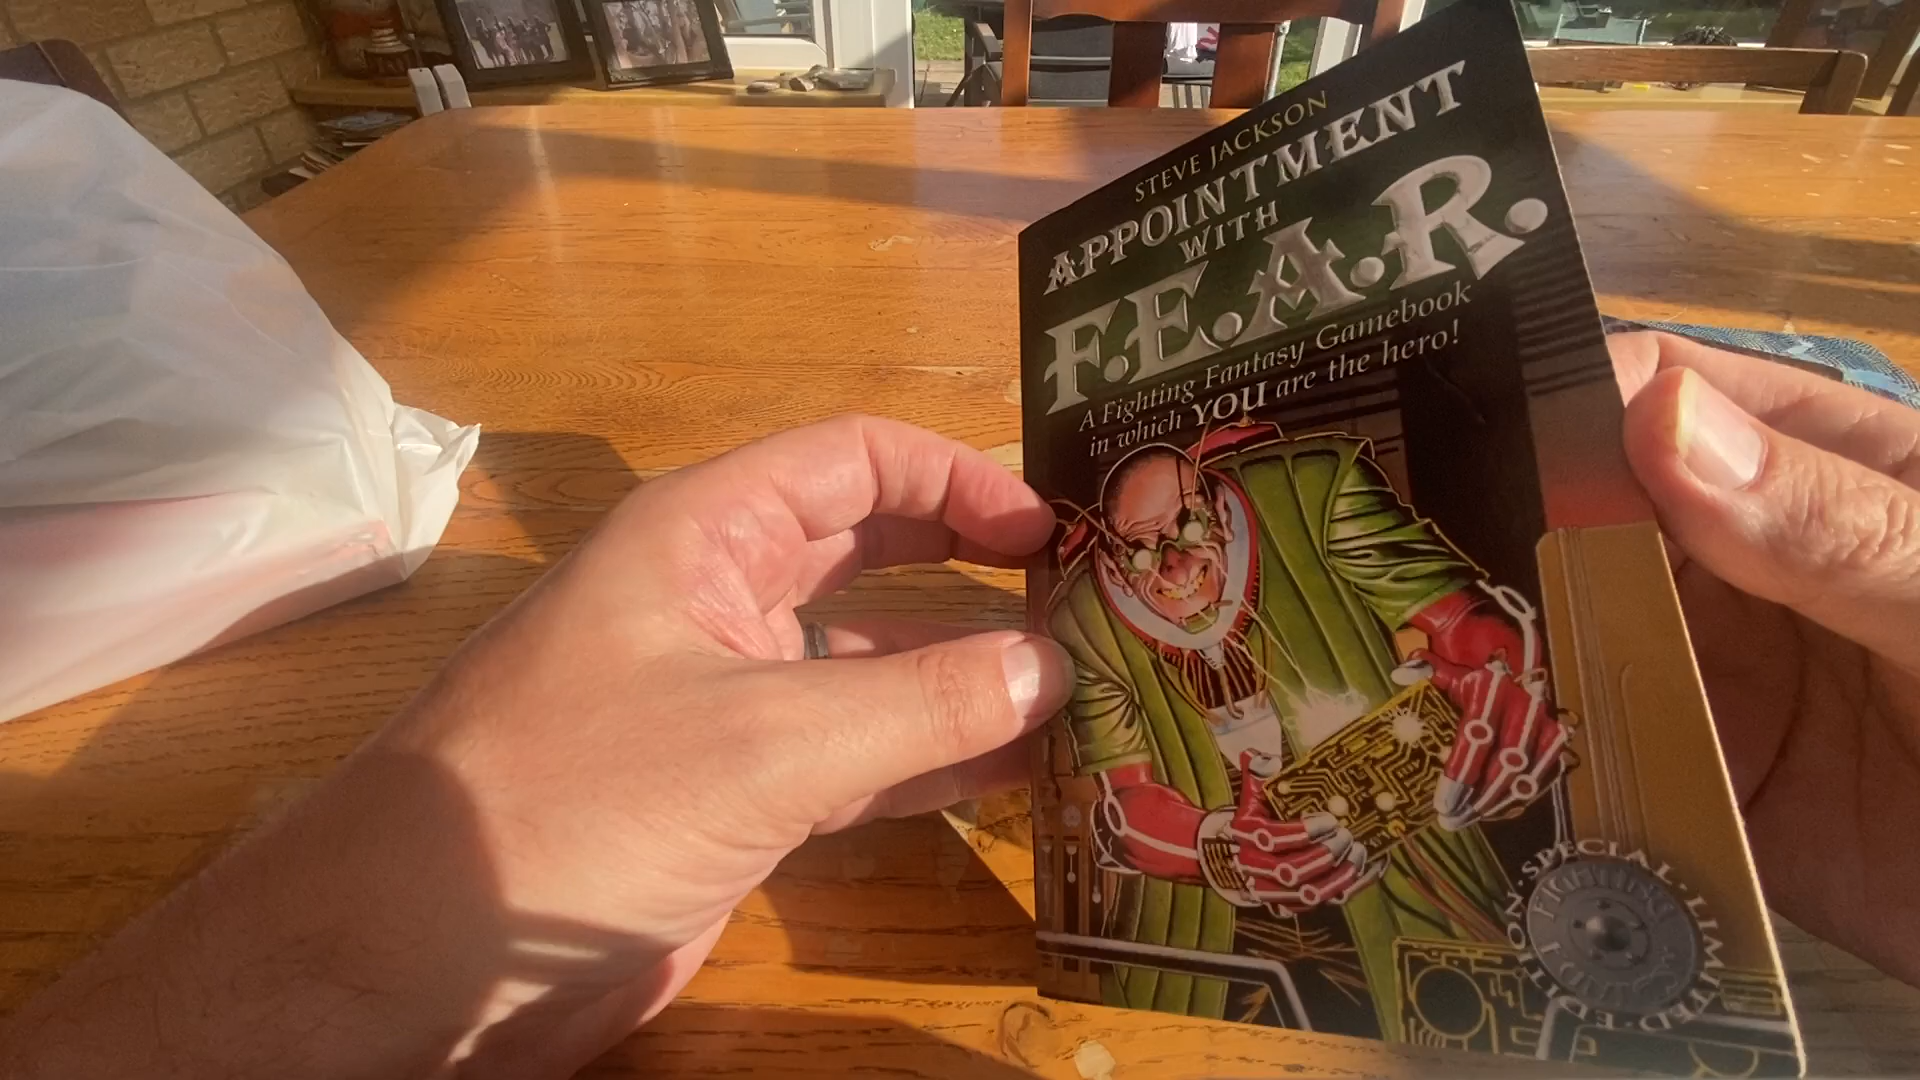 STEVE JACKSON
APPOINTMENT
WITH
F.E.A.R.
A Fighting Fantasy Gamebook
in which YOU are the hero!
SPECIAL · LIMITED · EDITION ·